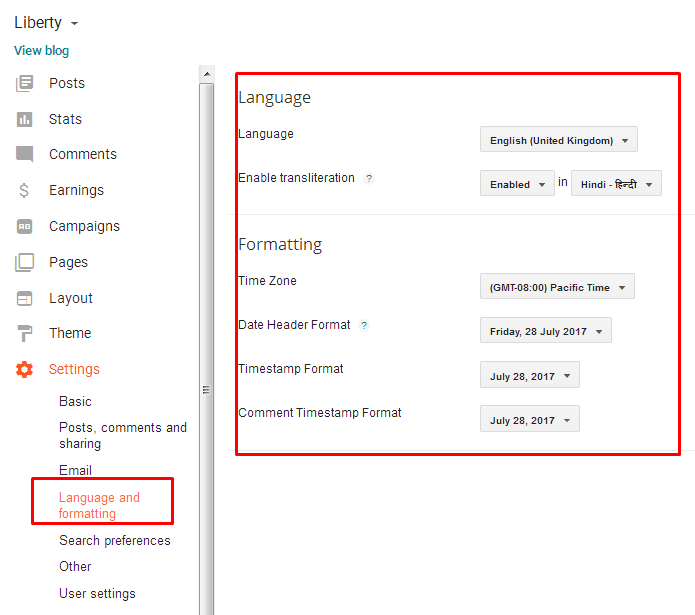 Liberty
View blog
Posts
Stats
Comments
Earnings
Campaigns
Pages
Layout
Theme
Settings
Basic
Posts, comments and
sharing
Email
Language and
formatting
Search preferences
Other
User settings
Language
Language English (United Kingdom)
Enable transliteration ? Enabled in Hindi - हिन्दी
Formatting
Time Zone (GMT-08:00) Pacific Time
Date Header Format ? Friday, 28 July 2017
Timestamp Format July 28, 2017
Comment Timestamp Format July 28, 2017